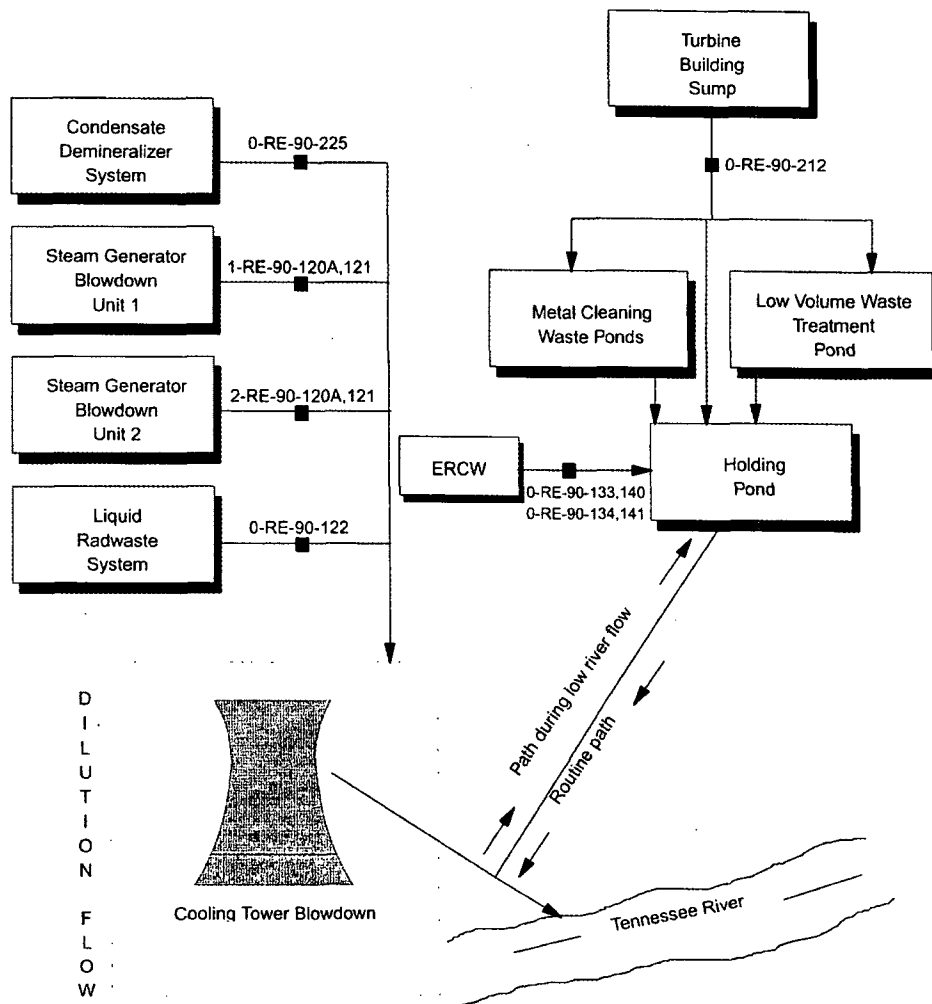 Turbine
Building
Sump
Condensate
Demineralizer
System
0-RE-90-225
0-RE-90-212
Steam Generator
Blowdown
Unit 1
1-RE-90-120A,121
Metal Cleaning
Waste Ponds
Low Volume Waste
Treatment
Pond
Steam Generator
Blowdown
Unit 2
2-RE-90-120A,121
ERCW
0-RE-90-133,140
0-RE-90-134,141
Holding
Pond
Liquid
Radwaste
System
0-RE-90-122
Path during low river flow
Routine path
DILUTION FLOW
Cooling Tower Blowdown
Tennessee River